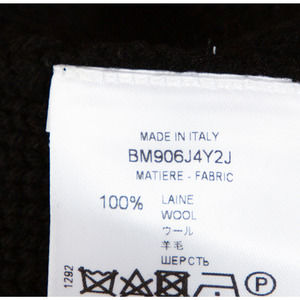 MADE IN ITALY
BM906J4Y2J
MATIERE - FABRIC
100% LAINE
WOOL
ウール
羊毛
ШЕРСТЬ
1292
P